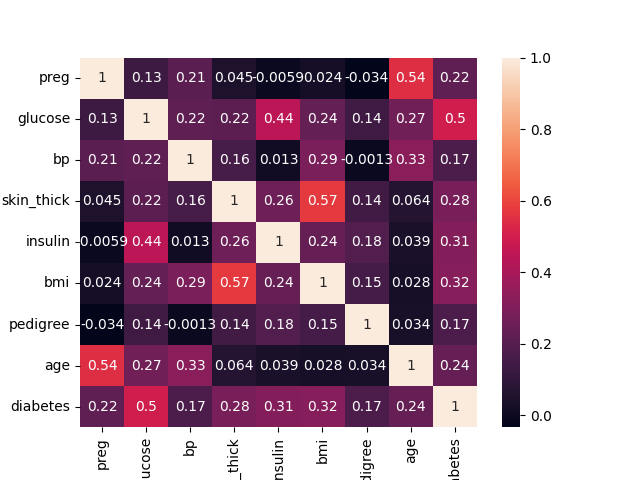 preg 1 0.13 0.21 0.045 -0.0059 0.024 -0.034 0.54 0.22
glucose 0.13 1 0.22 0.22 0.44 0.24 0.14 0.27 0.5
bp 0.21 0.22 1 0.16 0.013 0.29 -0.0013 0.33 0.17
skin_thick 0.045 0.22 0.16 1 0.26 0.57 0.14 0.064 0.28
insulin -0.0059 0.44 0.013 0.26 1 0.24 0.18 0.039 0.31
bmi 0.024 0.24 0.29 0.57 0.24 1 0.15 0.028 0.32
pedigree -0.034 0.14 -0.0013 0.14 0.18 0.15 1 0.034 0.17
age 0.54 0.27 0.33 0.064 0.039 0.028 0.034 1 0.24
diabetes 0.22 0.5 0.17 0.28 0.31 0.32 0.17 0.24 1
preg
ucose
bp
_thick
nsulin
bmi
digree
age
abetes
1.0
0.8
0.6
0.4
0.2
0.0